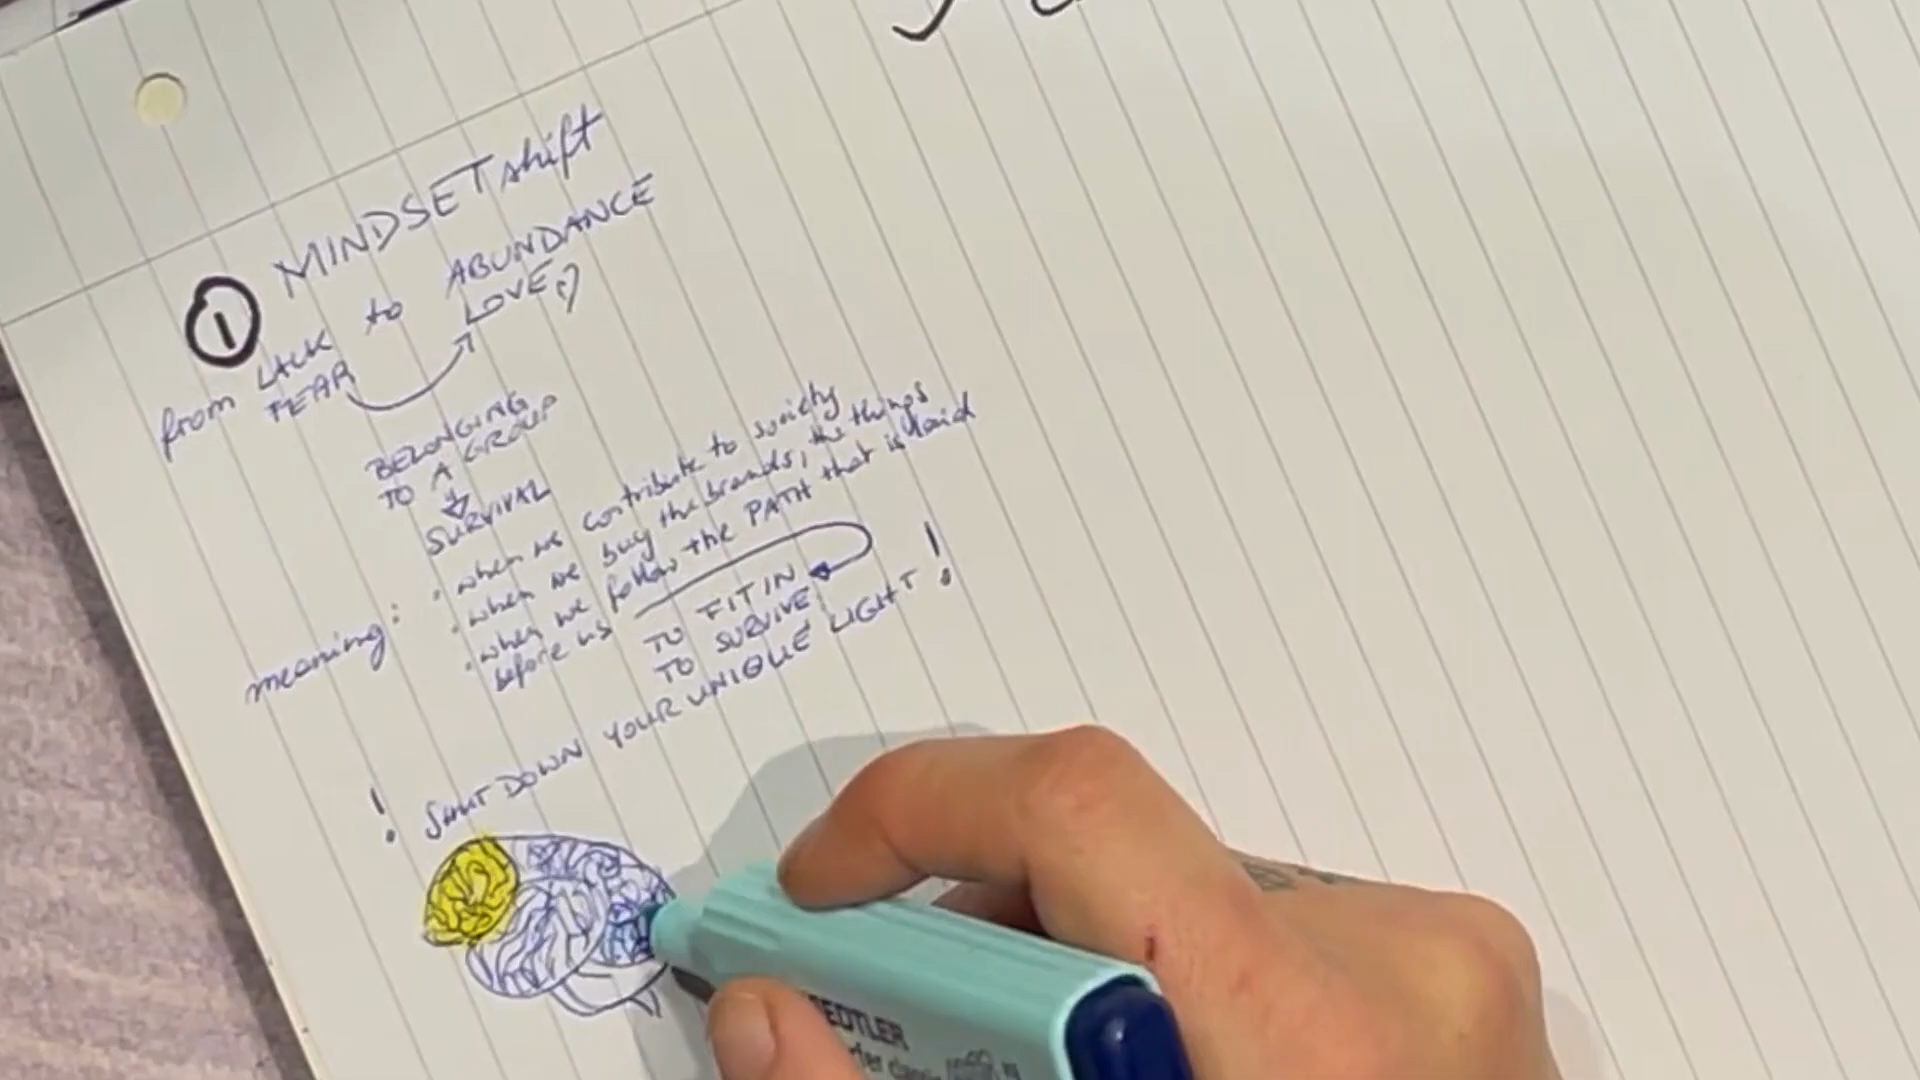 ① MINDSET shift
from LACK to ABUNDANCE
FEAR LOVE :)
BELONGING
TO A GROUP
SURVIVAL
meaning :
• when we contribute to society
• when we buy the brands, the things
• when we follow the PATH that is laid
before us
TO FIT IN
TO SURVIVE
! SHUT DOWN YOUR UNIQUE LIGHT !
EDTLER